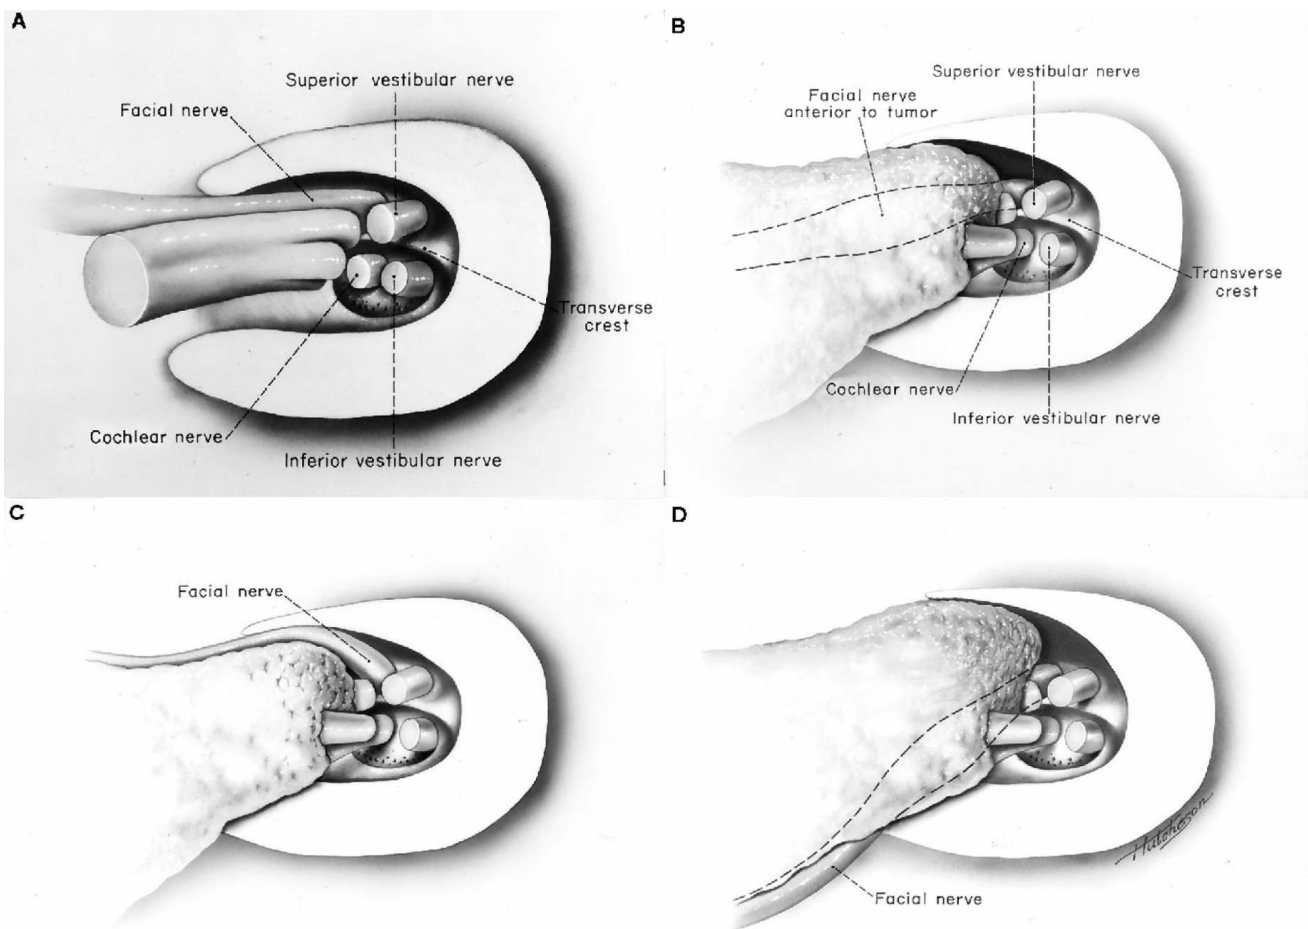 A
Superior vestibular nerve
Facial nerve
Transverse
crest
Cochlear nerve
Inferior vestibular nerve
B
Superior vestibular nerve
Facial nerve
anterior to tumor
Transverse
crest
Cochlear nerve
Inferior vestibular nerve
C
Facial nerve
D
Facial nerve
Hutcheson